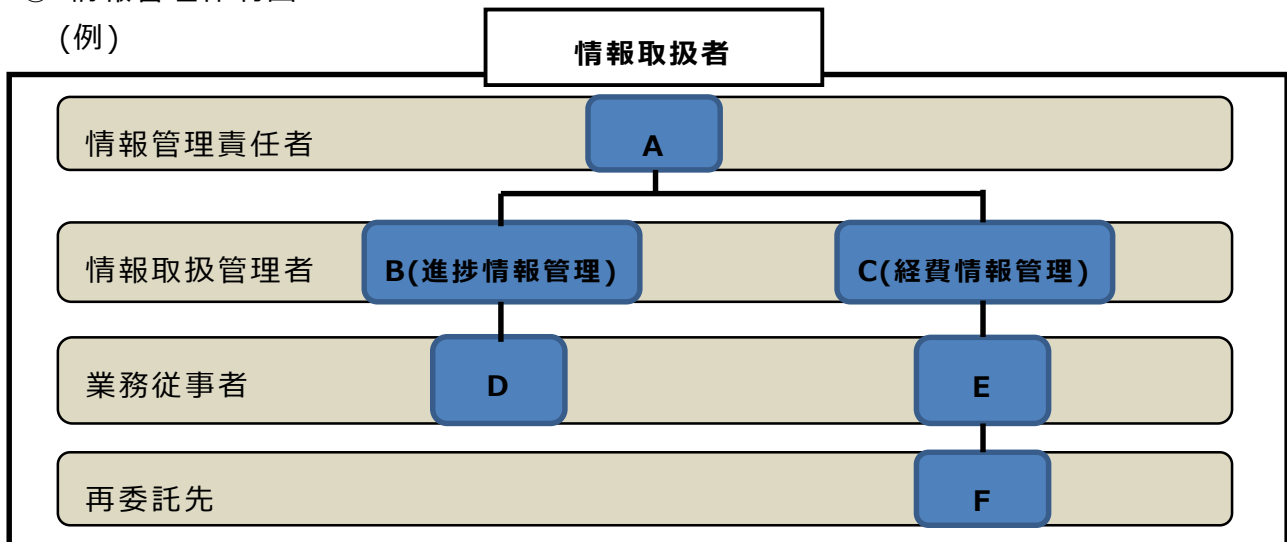 (例)
情報取扱者
情報管理責任者
A
情報取扱管理者
B(進捗情報管理)
C(経費情報管理)
業務従事者
D
E
再委託先
F